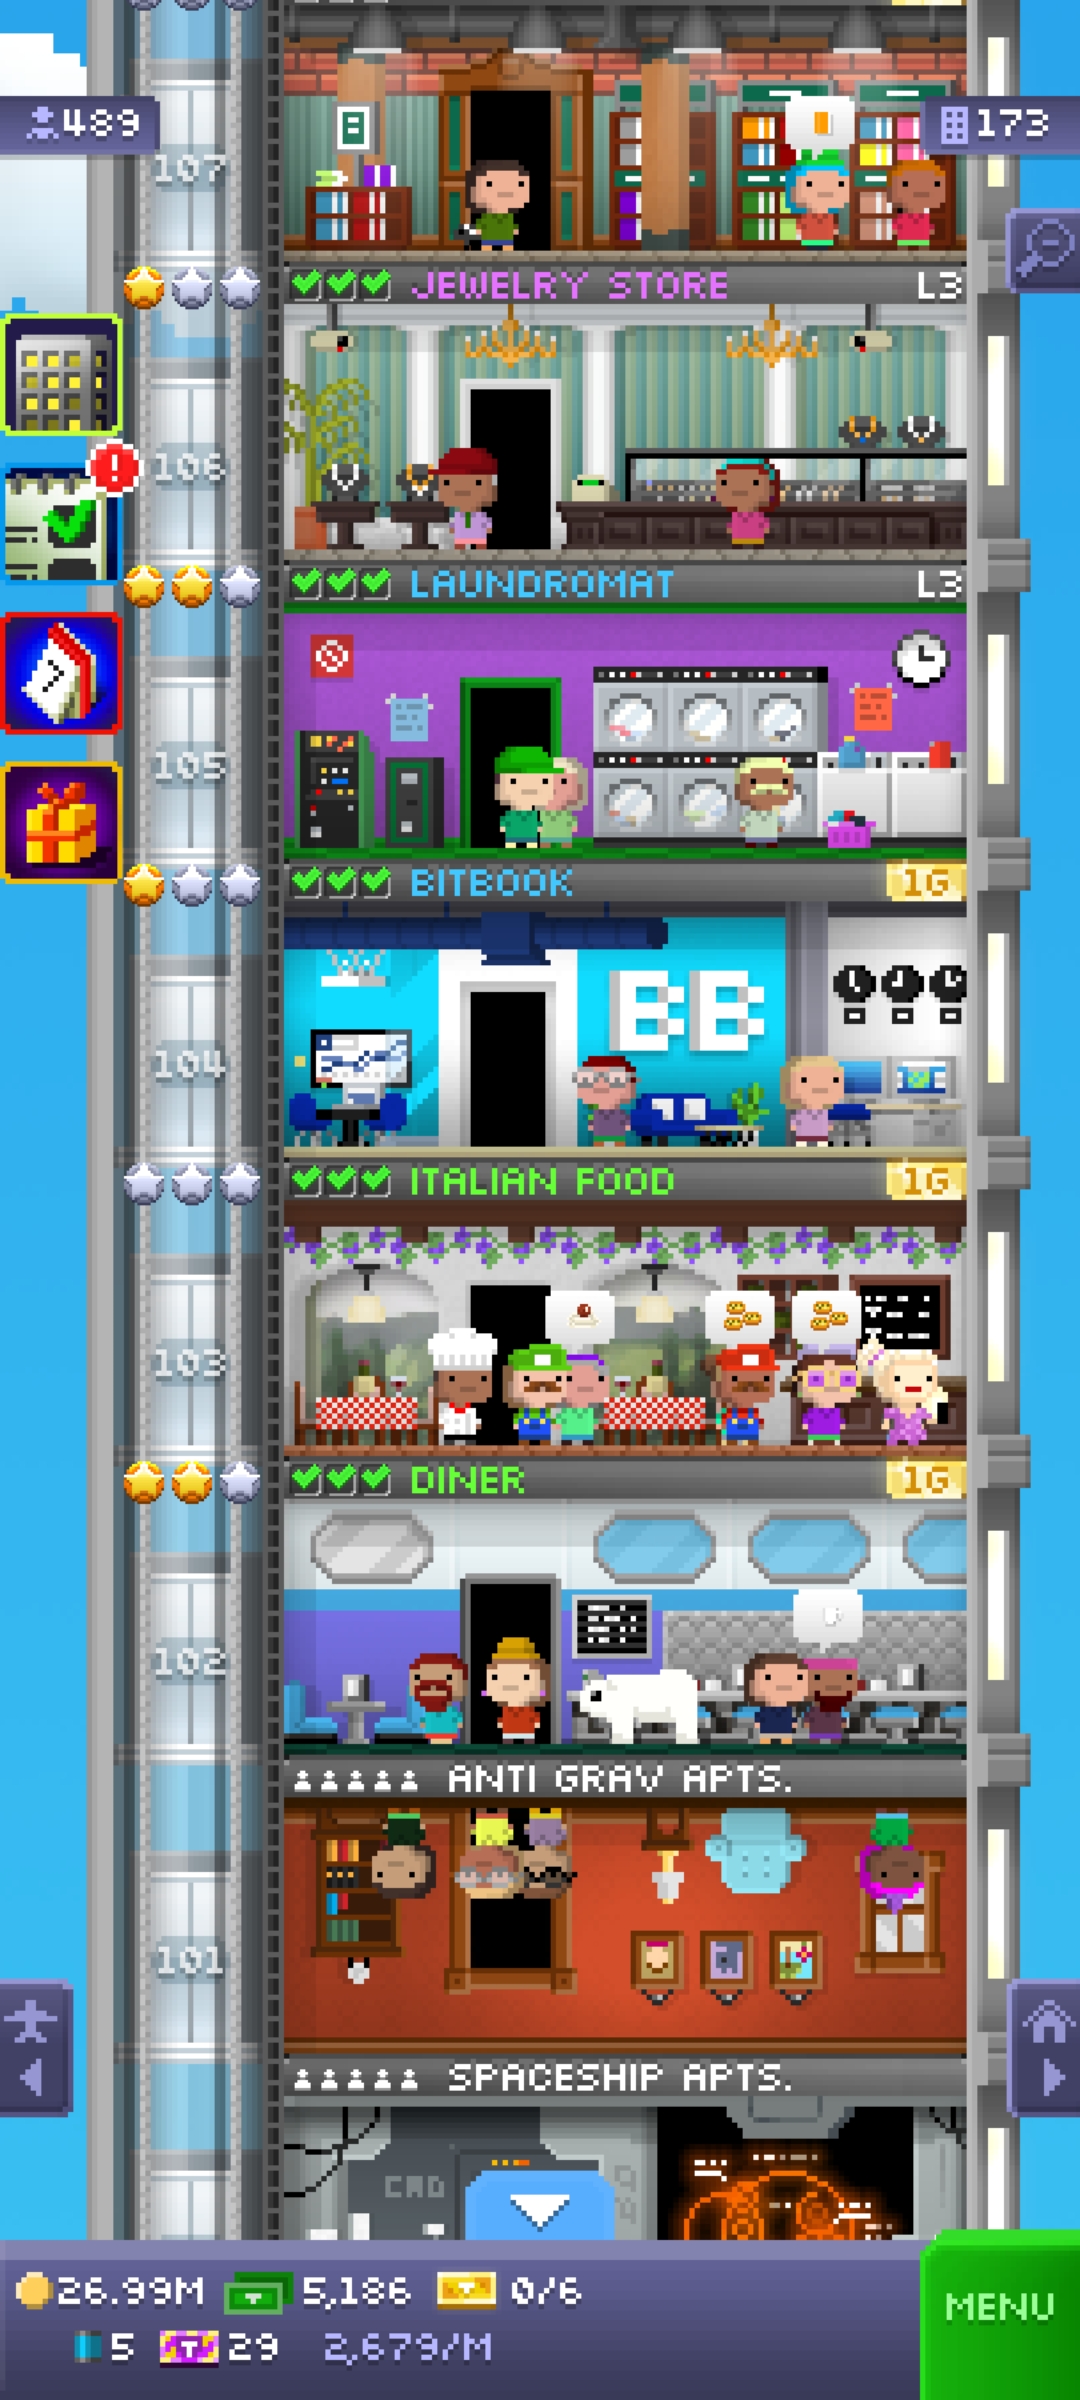 489
173
107
JEWELRY STORE L3
106
LAUNDROMAT L3
105
BITBOOK 1G
BB
104
ITALIAN FOOD 1G
103
DINER 1G
102
ANTI GRAV APTS.
101
SPACESHIP APTS.
CMD
26.99M 5,186 0/6
5 29 2,679/M
MENU